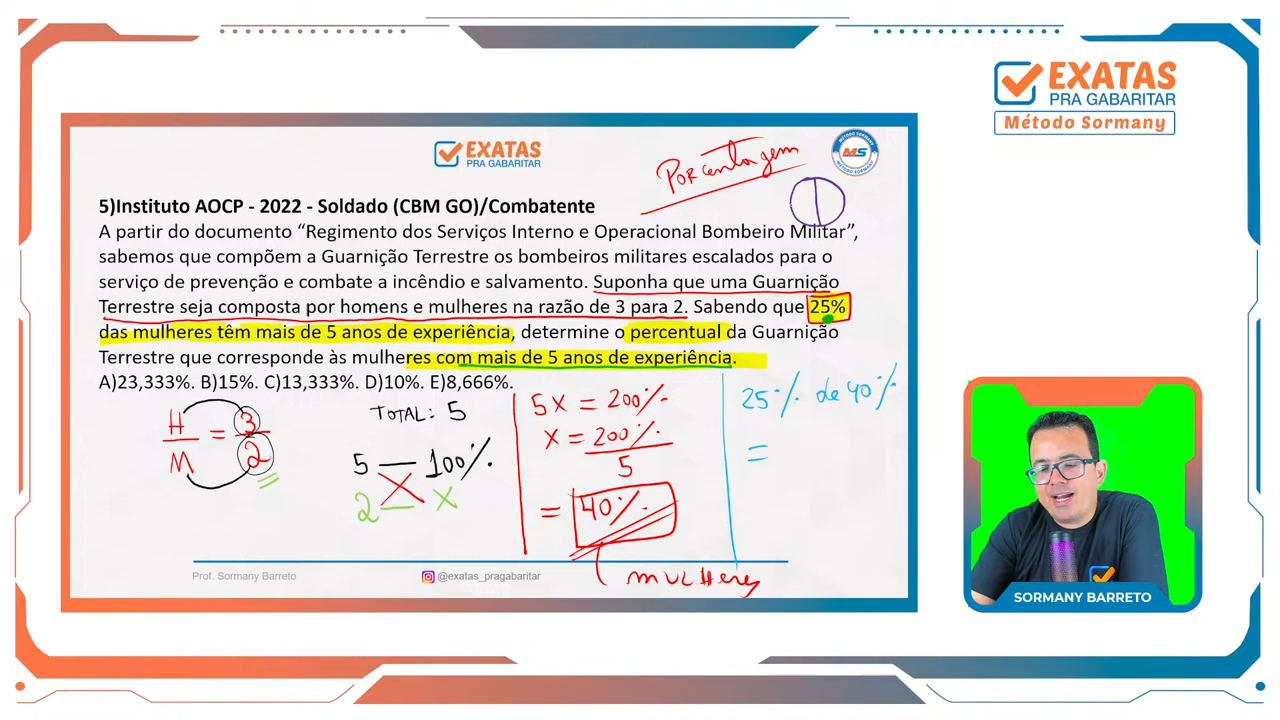 EXATAS
PRA GABARITAR
Método Sormany
EXATAS
PRA GABARITAR
MS
MÉTODO SORMANY
Porcentagem
5)Instituto AOCP - 2022 - Soldado (CBM GO)/Combatente
A partir do documento “Regimento dos Serviços Interno e Operacional Bombeiro Militar”,
sabemos que compõem a Guarnição Terrestre os bombeiros militares escalados para o
serviço de prevenção e combate a incêndio e salvamento. Suponha que uma Guarnição
Terrestre seja composta por homens e mulheres na razão de 3 para 2. Sabendo que 25%
das mulheres têm mais de 5 anos de experiência, determine o percentual da Guarnição
Terrestre que corresponde às mulheres com mais de 5 anos de experiência.
A)23,333%. B)15%. C)13,333%. D)10%. E)8,666%.
H/M = 3/2
TOTAL: 5
5 — 100%
2 — X
5X = 200%
X = 200%/5
= 40%
mulheres
25% de 40%
=
Prof. Sormany Barreto
@exatas_pragabaritar
SORMANY BARRETO